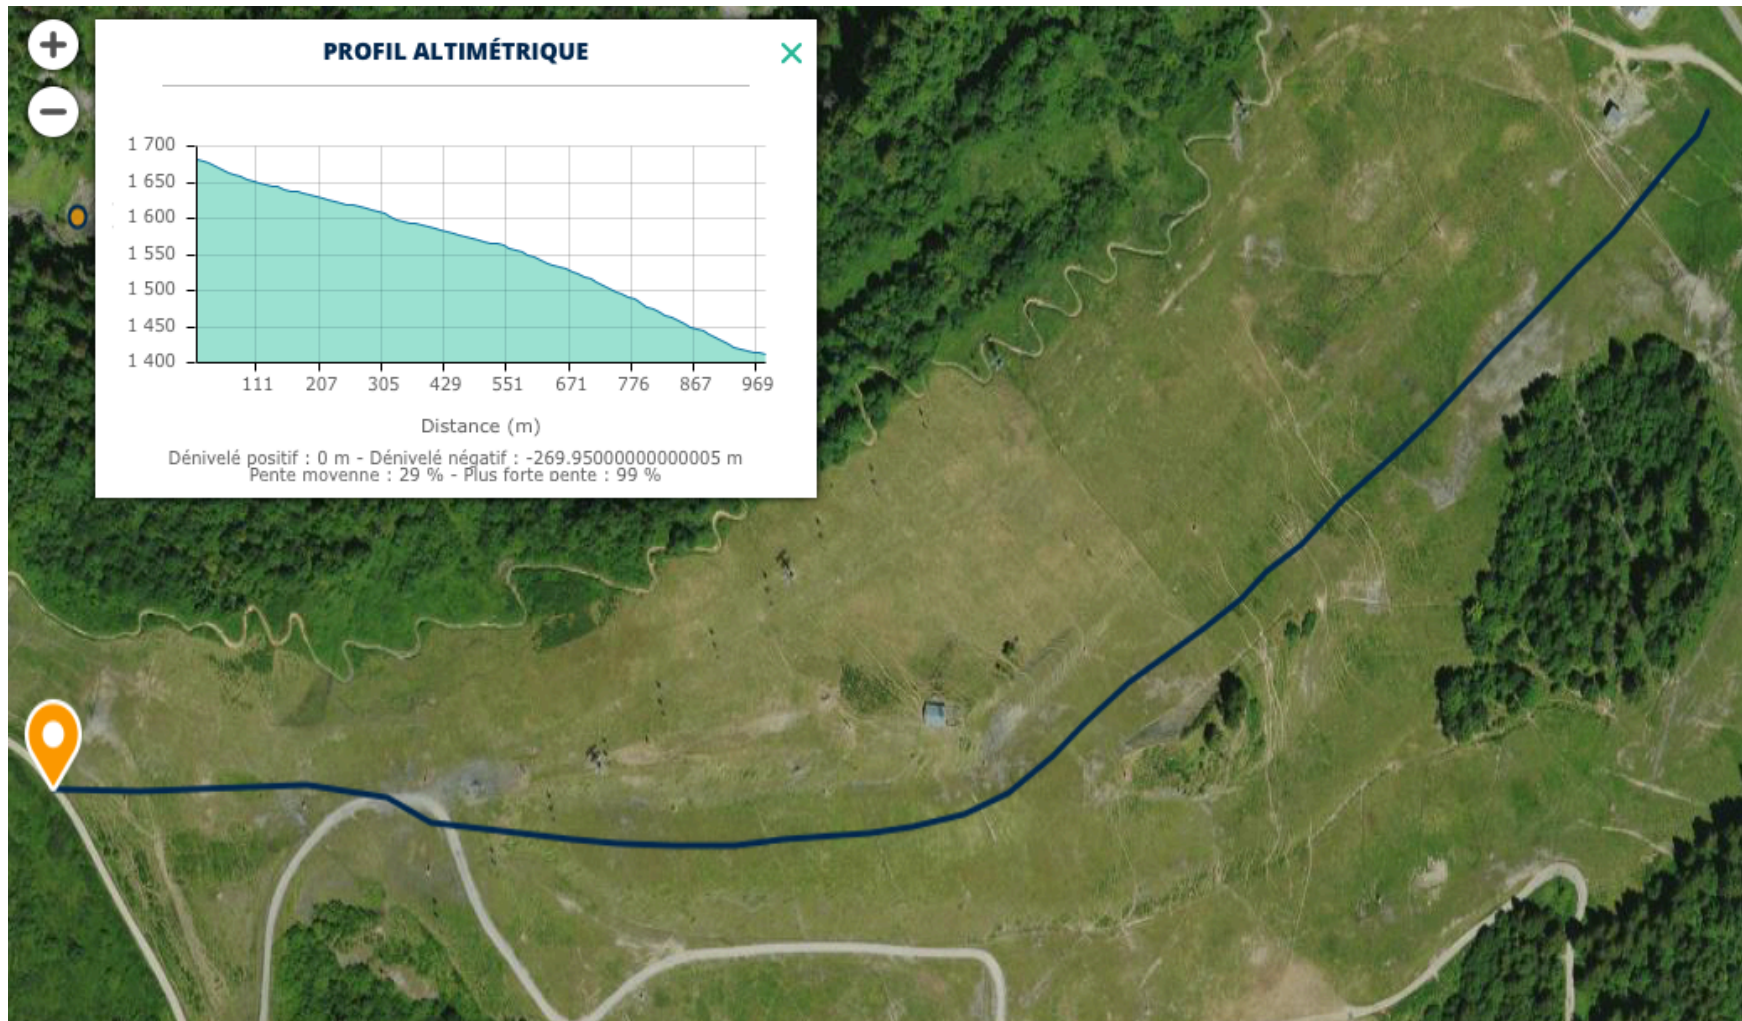 PROFIL ALTIMÉTRIQUE
1 700
1 650
1 600
1 550
1 500
1 450
1 400
111 207 305 429 551 671 776 867 969
Distance (m)
Dénivelé positif : 0 m - Dénivelé négatif : -269.95000000000005 m
Pente moyenne : 29 % - Plus forte pente : 99 %